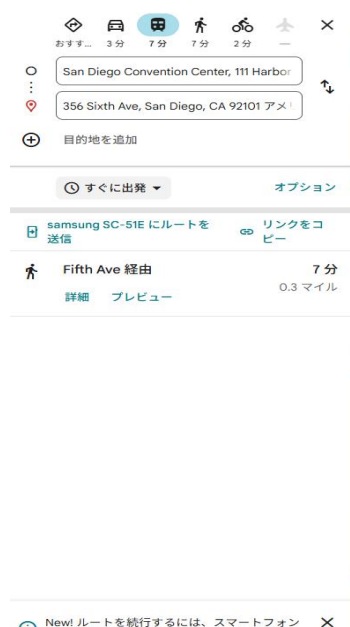 おすす... 3 分 7 分 7 分 2 分 —
San Diego Convention Center, 111 Harbor
356 Sixth Ave, San Diego, CA 92101 アメ
目的地を追加
すぐに出発 オプション
samsung SC-51E にルートを
送信
リンクをコ
ピー
Fifth Ave 経由 7 分
0.3 マイル
詳細 プレビュー
New! ルートを続行するには、スマートフォン